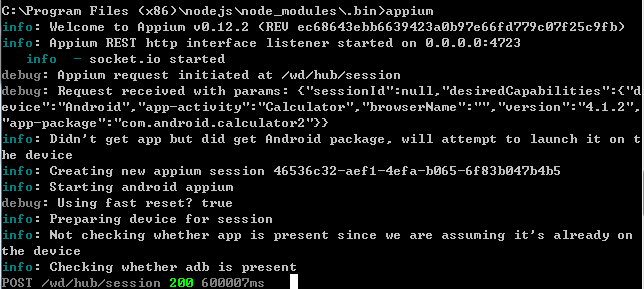 C:\Program Files (x86)\nodejs\node_modules\.bin>appium
info: Welcome to Appium v0.12.2 (REV ec68643ebb6639423a0b97e66fd779c07f25c9fb)
info: Appium REST http interface listener started on 0.0.0.0:4723
info - socket.io started
debug: Appium request initiated at /wd/hub/session
debug: Request received with params: {"sessionId":null,"desiredCapabilities":{"d
evice":"Android","app-activity":"Calculator","browserName":"","version":"4.1.2",
"app-package":"com.android.calculator2"}}
info: Didn't get app but did get Android package, will attempt to launch it on t
he device
info: Creating new appium session 46536c32-aef1-4efa-b065-6f83b047b4b5
info: Starting android appium
debug: Using fast reset? true
info: Preparing device for session
info: Not checking whether app is present since we are assuming it's already on
the device
info: Checking whether adb is present
POST /wd/hub/session 200 600007ms